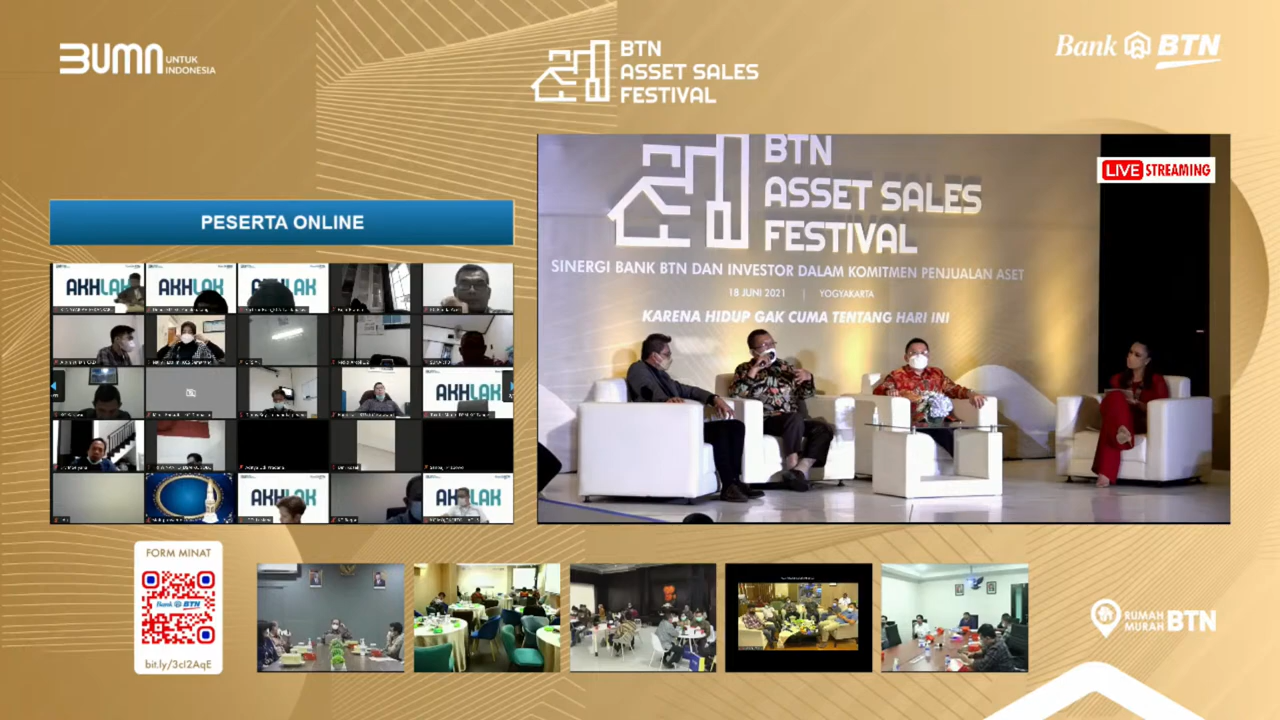 BUMN
UNTUK
INDONESIA
BTN
ASSET SALES
FESTIVAL
Bank BTN
PESERTA ONLINE
AKHLAK
AKHLAK
AKHLAK
AKHLAK
AKHLAK
AKHLAK
BTN
ASSET SALES
FESTIVAL
LIVE STREAMING
SINERGI BANK BTN DAN INVESTOR DALAM KOMITMEN PENJUALAN ASET
18 JUNI 2021 | YOGYAKARTA
KARENA HIDUP GAK CUMA TENTANG HARI INI
FORM MINAT
Bank BTN
bit.ly/3cI2AqE
RUMAH
MURAH BTN